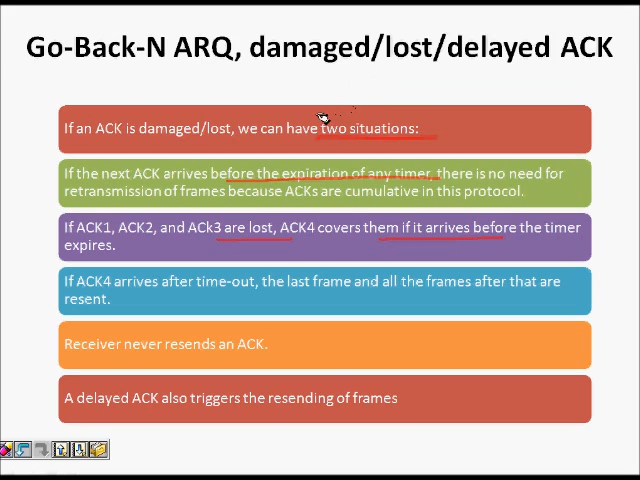 Go-Back-N ARQ, damaged/lost/delayed ACK
If an ACK is damaged/lost, we can have two situations:
If the next ACK arrives before the expiration of any timer, there is no need for
retransmission of frames because ACKs are cumulative in this protocol.
If ACK1, ACK2, and ACk3 are lost, ACK4 covers them if it arrives before the timer
expires.
If ACK4 arrives after time-out, the last frame and all the frames after that are
resent.
Receiver never resends an ACK.
A delayed ACK also triggers the resending of frames